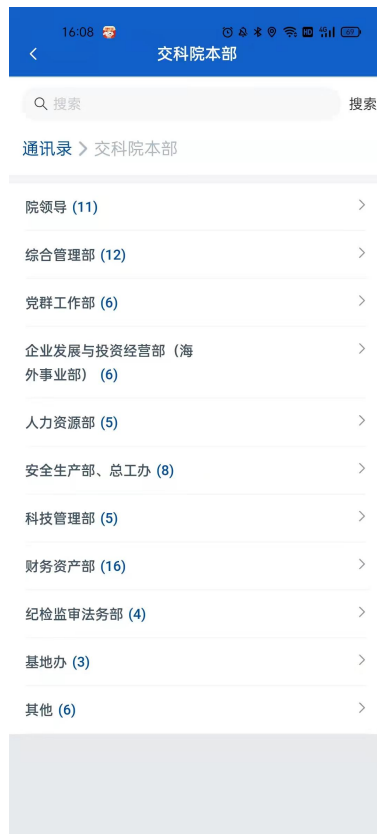 16:08
HD 4G 69
交科院本部
搜索 搜索
通讯录 > 交科院本部
院领导 (11)
综合管理部 (12)
党群工作部 (6)
企业发展与投资经营部（海
外事业部） (6)
人力资源部 (5)
安全生产部、总工办 (8)
科技管理部 (5)
财务资产部 (16)
纪检监审法务部 (4)
基地办 (3)
其他 (6)